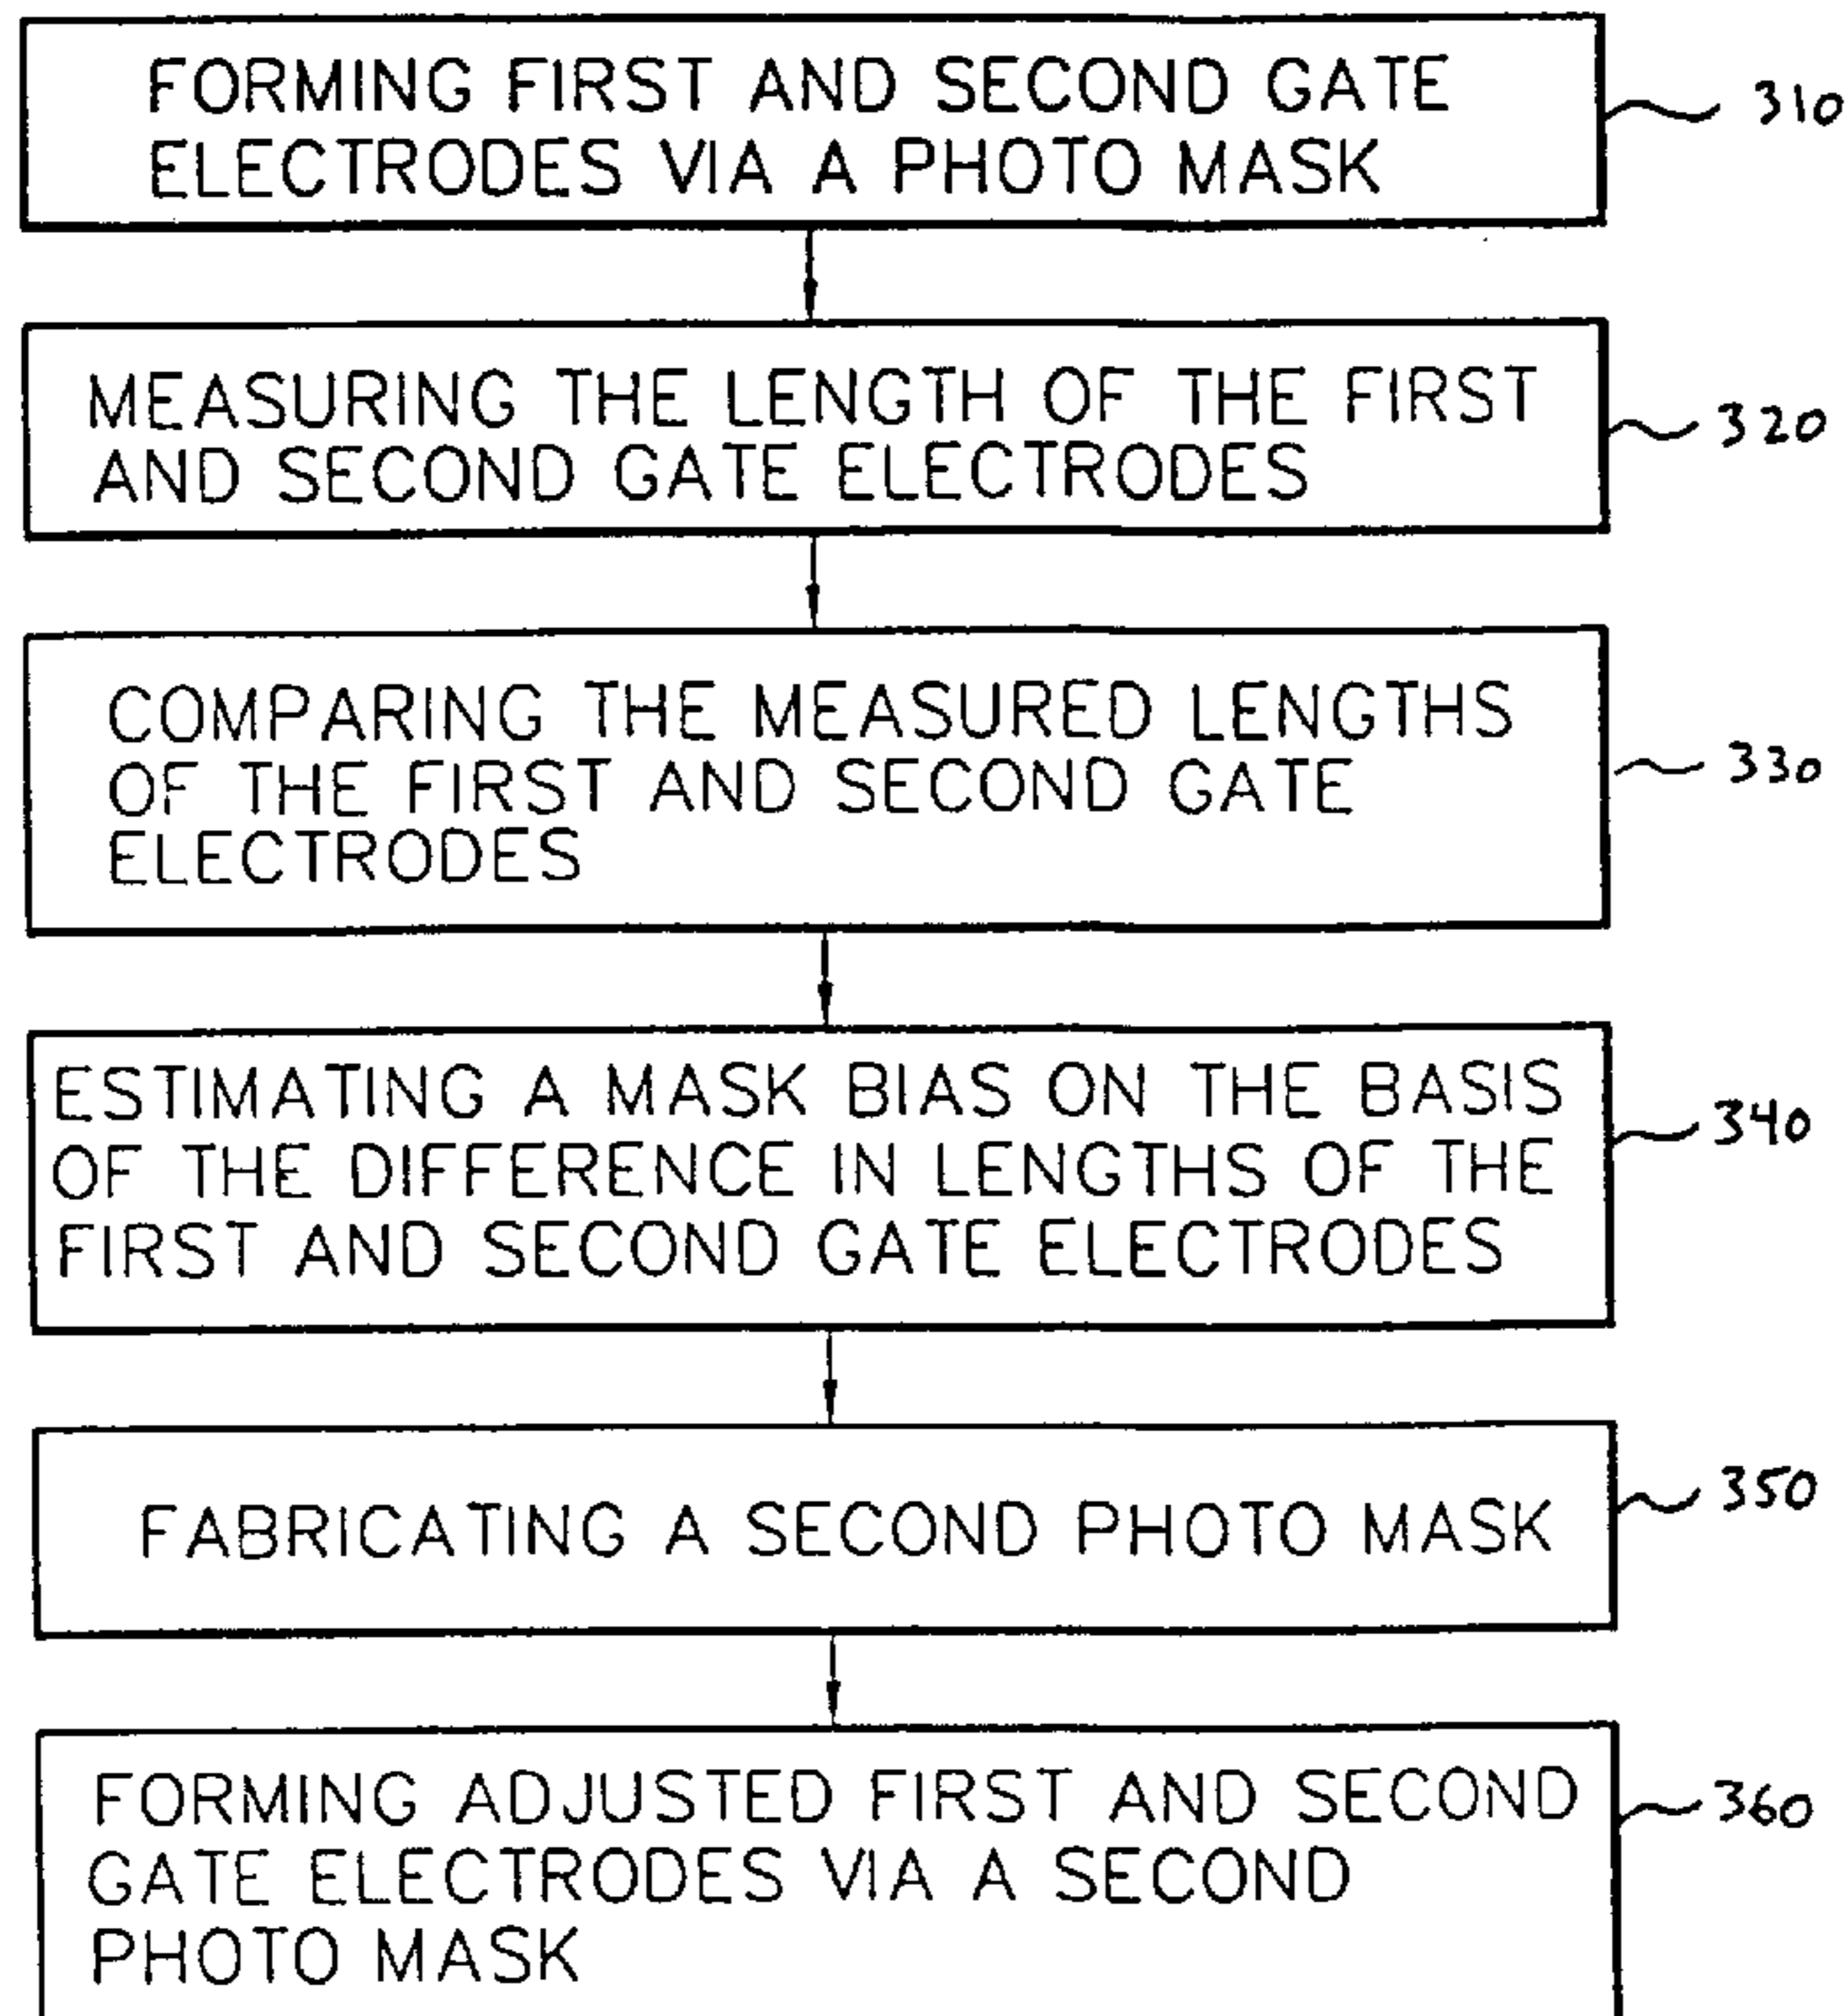 FORMING FIRST AND SECOND GATE
ELECTRODES VIA A PHOTO MASK
310
MEASURING THE LENGTH OF THE FIRST
AND SECOND GATE ELECTRODES
320
COMPARING THE MEASURED LENGTHS
OF THE FIRST AND SECOND GATE
ELECTRODES
330
ESTIMATING A MASK BIAS ON THE BASIS
OF THE DIFFERENCE IN LENGTHS OF THE
FIRST AND SECOND GATE ELECTRODES
340
FABRICATING A SECOND PHOTO MASK
350
FORMING ADJUSTED FIRST AND SECOND
GATE ELECTRODES VIA A SECOND
PHOTO MASK
360